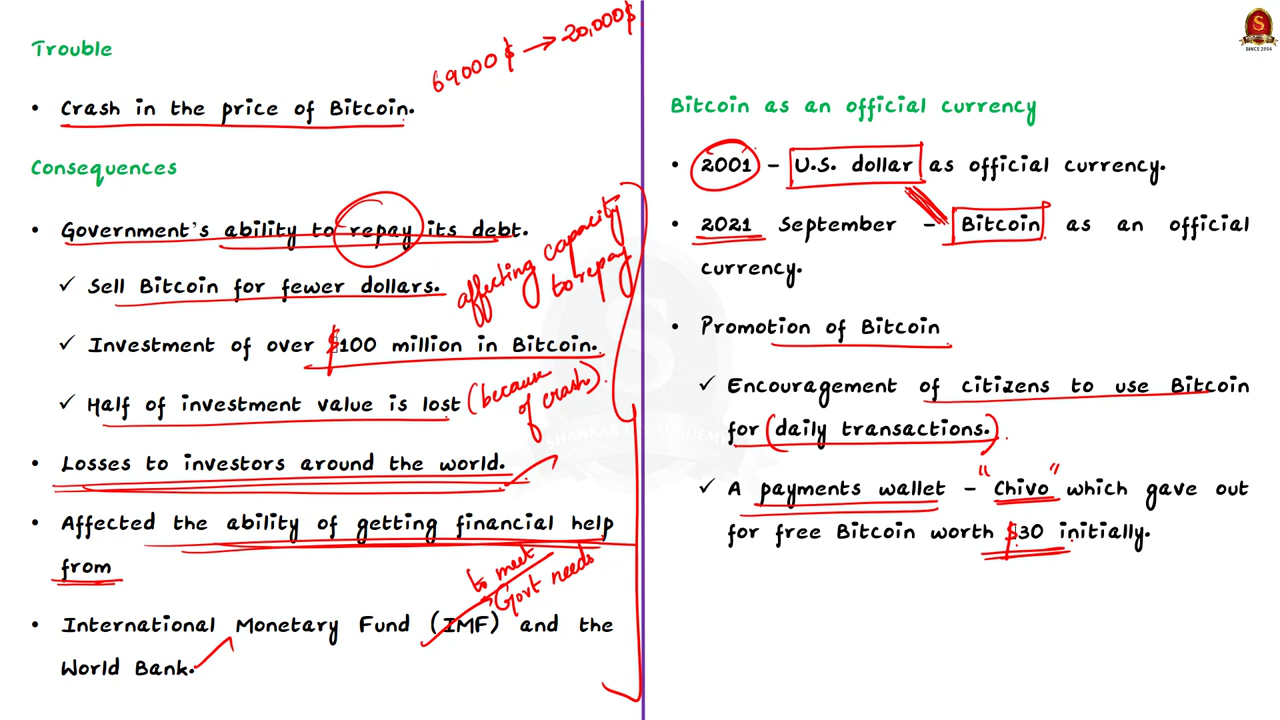 Trouble
69000 $ → 20,000 $
• Crash in the price of Bitcoin.
Consequences
• Government's ability to repay its debt.
✓ Sell Bitcoin for fewer dollars.
affecting capacity
to repay
✓ Investment of over $100 million in Bitcoin.
✓ Half of investment value is lost
(because
of crash).
• Losses to investors around the world.
• Affected the ability of getting financial help
from
to meet
Govt needs
• International Monetary Fund (IMF) and the
World Bank.
SINCE 2004
Bitcoin as an official currency
• 2001 - U.S. dollar as official currency.
• 2021 September - Bitcoin as an official
currency.
• Promotion of Bitcoin
✓ Encouragement of citizens to use Bitcoin
for (daily transactions.)
✓ A payments wallet - "Chivo" which gave out
for free Bitcoin worth $30 initially.